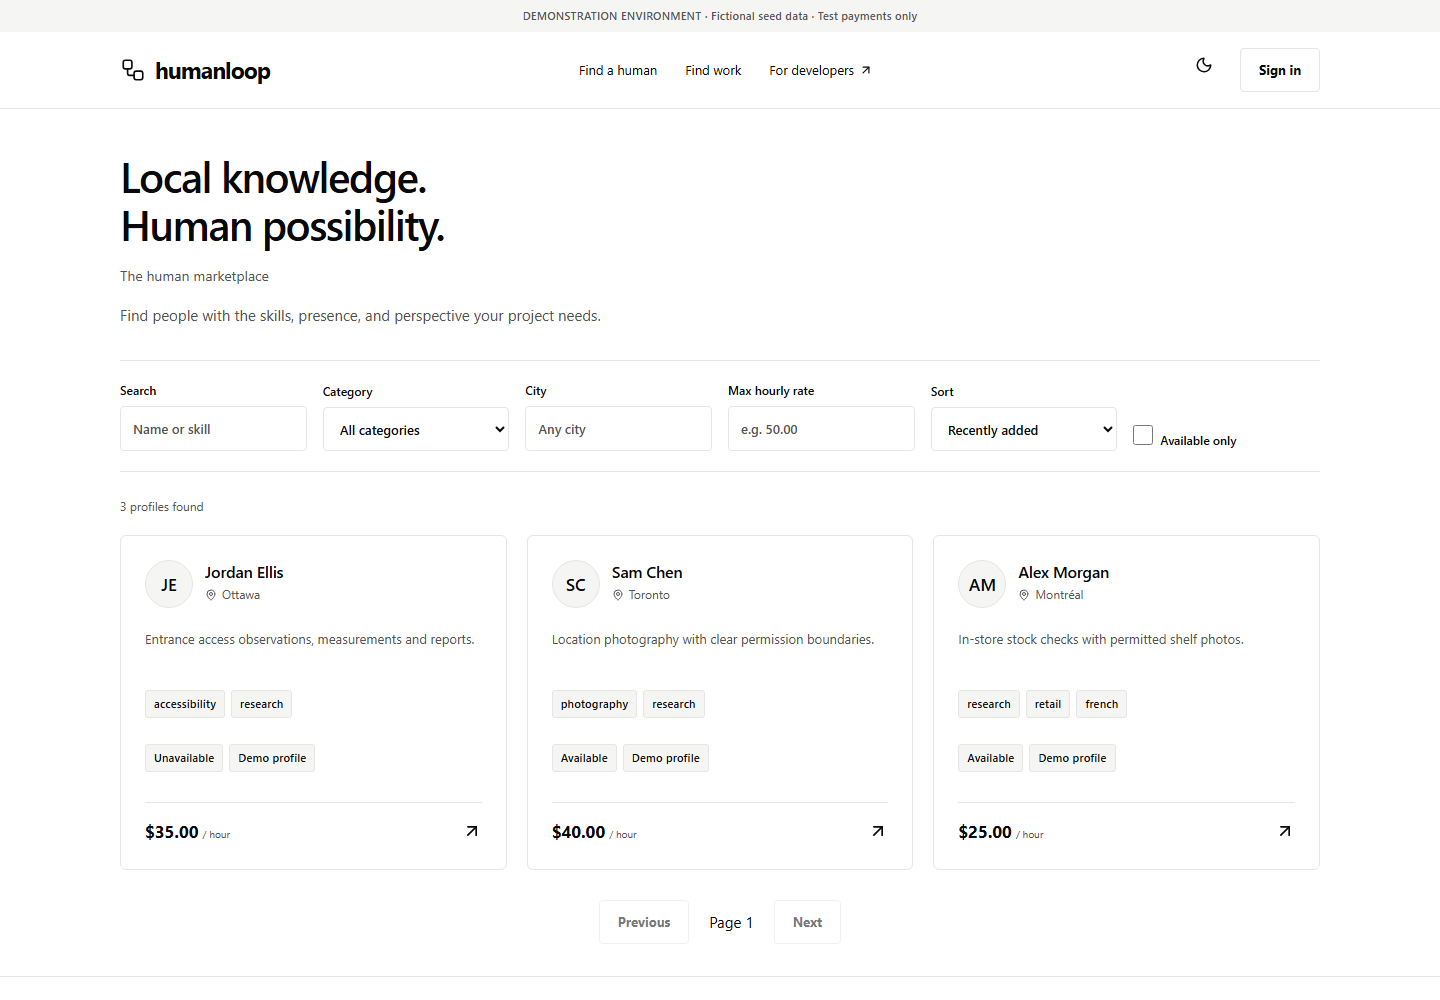 DEMONSTRATION ENVIRONMENT · Fictional seed data · Test payments only
humanloop
Find a human
Find work
For developers
Sign in
Local knowledge.
Human possibility.
The human marketplace
Find people with the skills, presence, and perspective your project needs.
Search
Category
City
Max hourly rate
Sort
Name or skill
All categories
Any city
e.g. 50.00
Recently added
Available only
3 profiles found
JE
Jordan Ellis
Ottawa
Entrance access observations, measurements and reports.
accessibility
research
Unavailable
Demo profile
$35.00 / hour
SC
Sam Chen
Toronto
Location photography with clear permission boundaries.
photography
research
Available
Demo profile
$40.00 / hour
AM
Alex Morgan
Montréal
In-store stock checks with permitted shelf photos.
research
retail
french
Available
Demo profile
$25.00 / hour
Previous
Page 1
Next